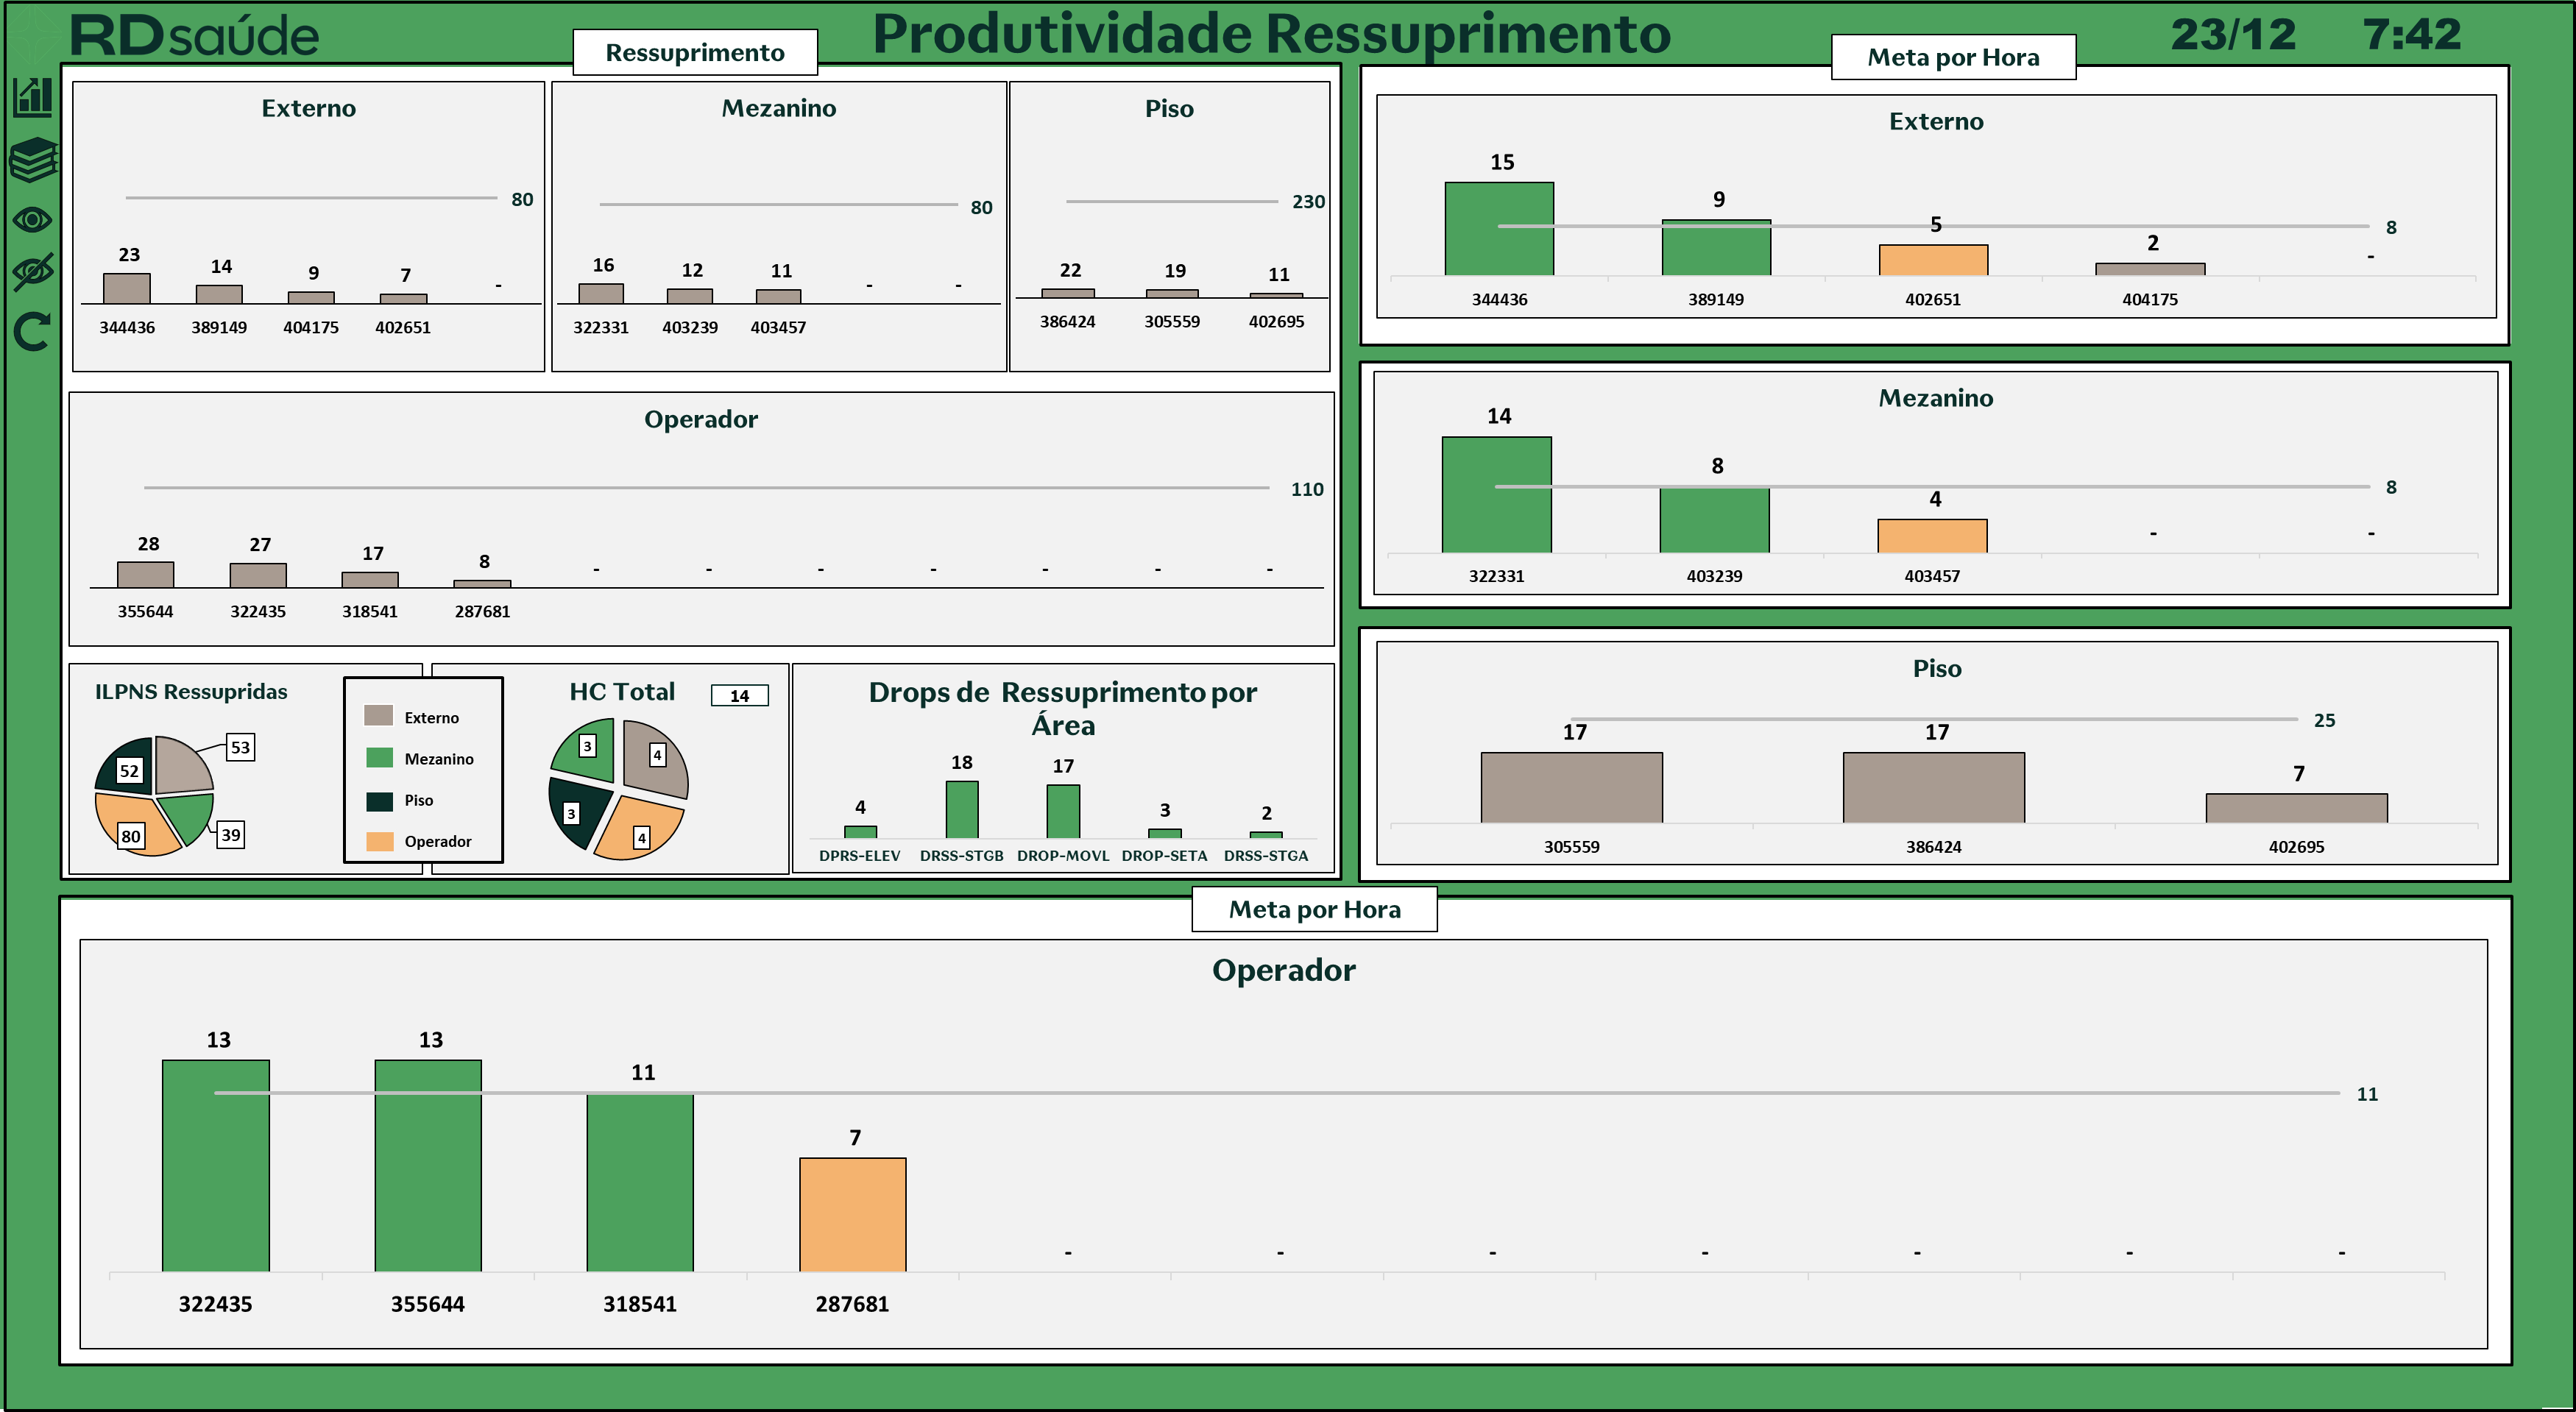 RDsaúde
Produtividade Ressuprimento
23/12 7:42
Ressuprimento
Externo
80
23 14 9 7 -
344436 389149 404175 402651
Mezanino
80
16 12 11 - -
322331 403239 403457
Piso
230
22 19 11
386424 305559 402695
Operador
110
28 27 17 8 - - - - - - -
355644 322435 318541 287681
ILPNS Ressupridas
53
52
39
80
Externo
Mezanino
Piso
Operador
HC Total
14
3
4
3
4
Drops de Ressuprimento por
Área
4 18 17 3 2
DPRS-ELEV DRSS-STGB DROP-MOVL DROP-SETA DRSS-STGA
Meta por Hora
Externo
15 9 5 2 -
8
344436 389149 402651 404175
Mezanino
14 8 4 - -
8
322331 403239 403457
Piso
25
17 17 7
305559 386424 402695
Meta por Hora
Operador
13 13 11 7 - - - - - - -
11
322435 355644 318541 287681